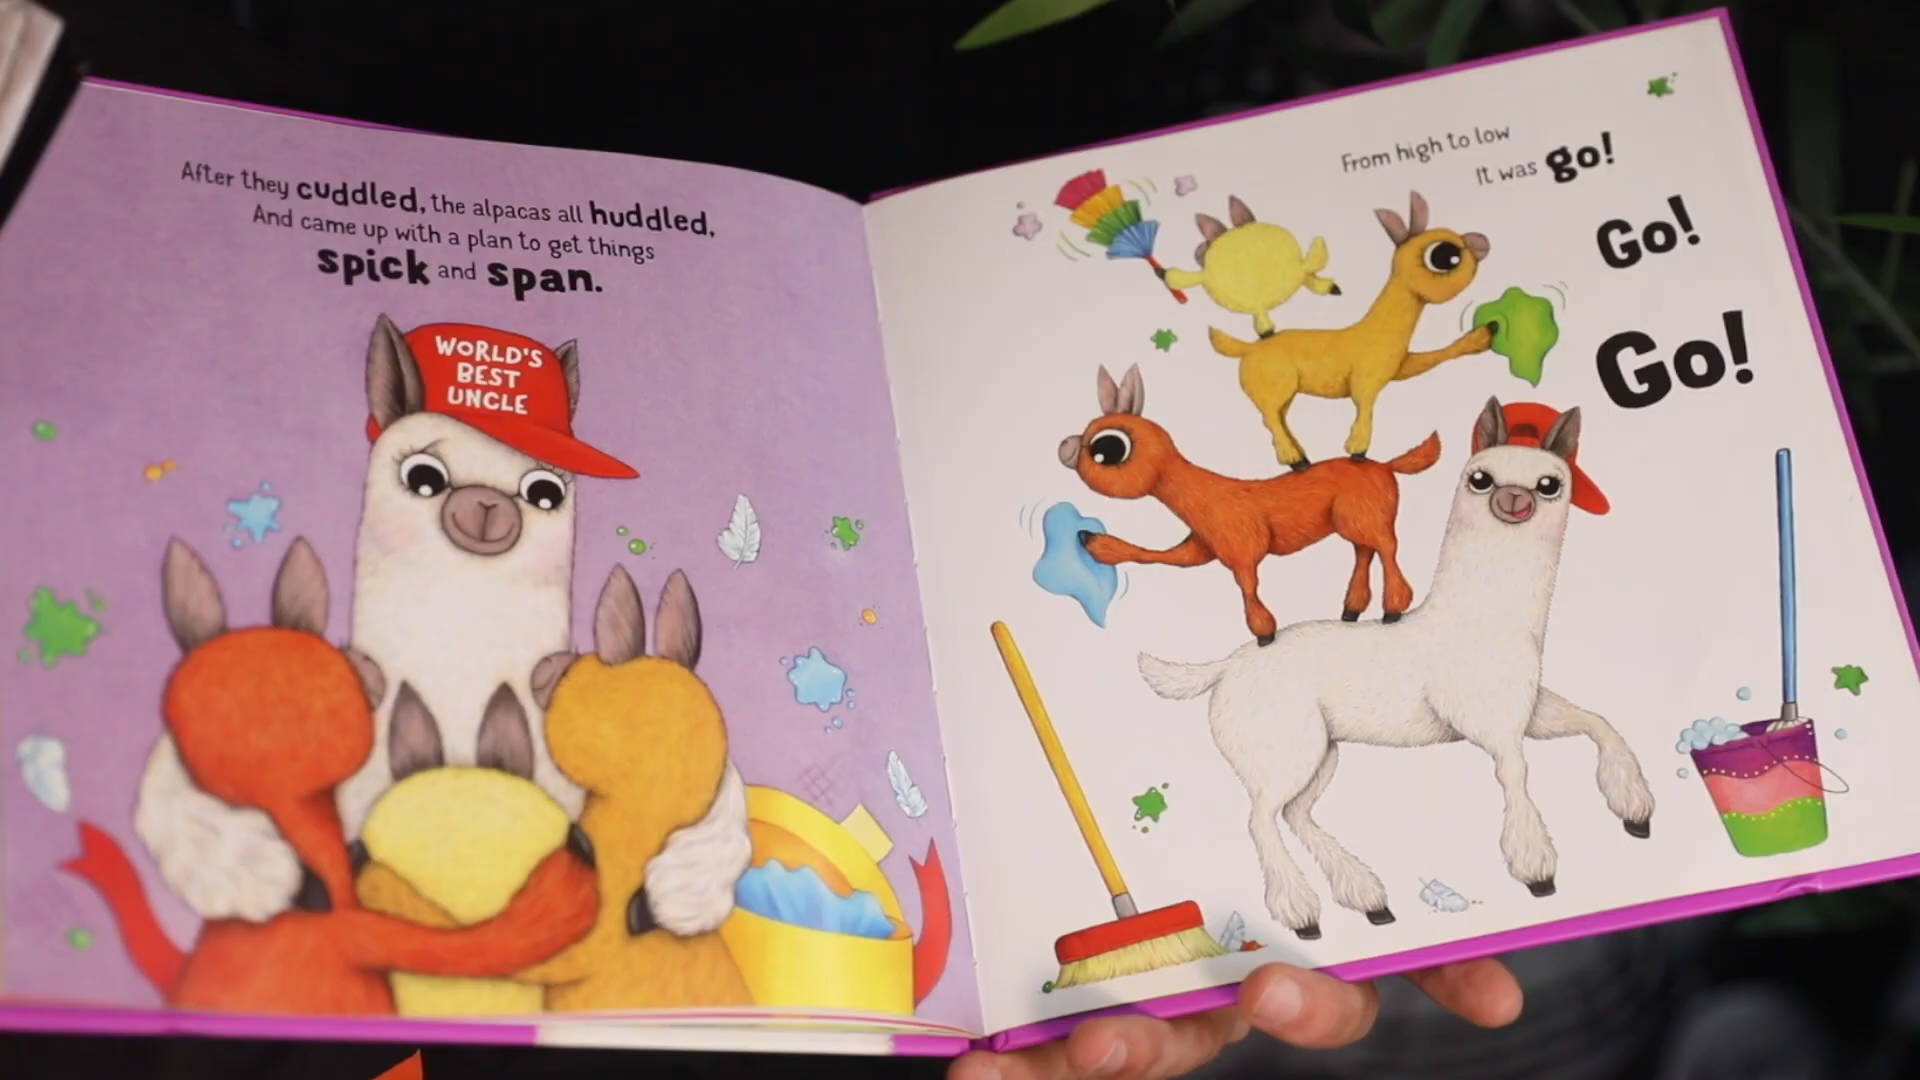 After they cuddled, the alpacas all huddled,
And came up with a plan to get things
spick and span.
WORLD'S
BEST
UNCLE
From high to low
It was go!
Go!
Go!